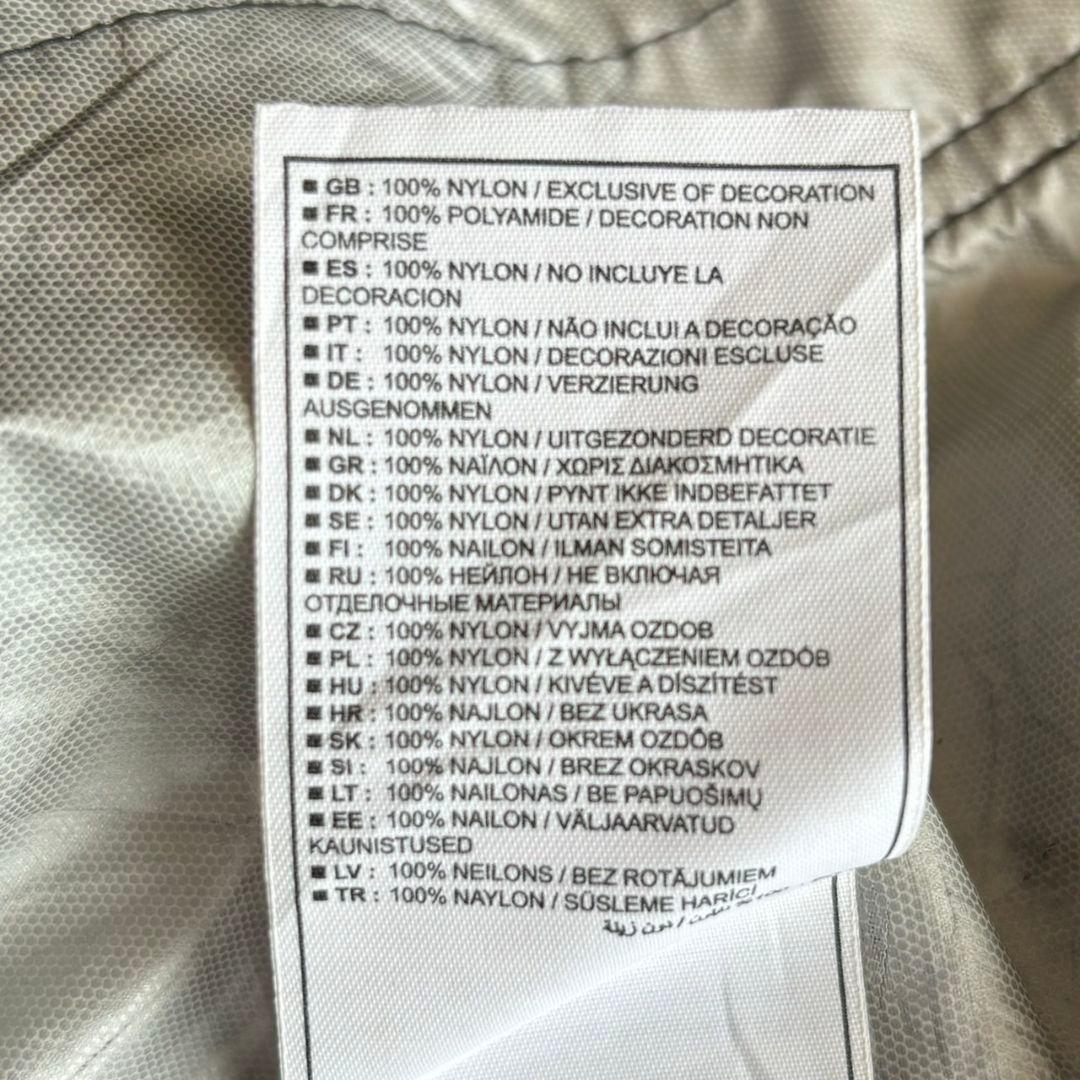 ■ GB : 100% NYLON / EXCLUSIVE OF DECORATION
■ FR : 100% POLYAMIDE / DECORATION NON
COMPRISE
■ ES : 100% NYLON / NO INCLUYE LA
DECORACION
■ PT : 100% NYLON / NÃO INCLUI A DECORAÇÃO
■ IT : 100% NYLON / DECORAZIONI ESCLUSE
■ DE : 100% NYLON / VERZIERUNG
AUSGENOMMEN
■ NL : 100% NYLON / UITGEZONDERD DECORATIE
■ GR : 100% ΝΑΪΛΟΝ / ΧΩΡΙΣ ΔΙΑΚΟΣΜΗΤΙΚΑ
■ DK : 100% NYLON / PYNT IKKE INDBEFATTET
■ SE : 100% NYLON / UTAN EXTRA DETALJER
■ FI : 100% NAILON / ILMAN SOMISTEITA
■ RU : 100% НЕЙЛОН / НЕ ВКЛЮЧАЯ
ОТДЕЛОЧНЫЕ МАТЕРИАЛЫ
■ CZ : 100% NYLON / VYJMA OZDOB
■ PL : 100% NYLON / Z WYŁĄCZENIEM OZDÓB
■ HU : 100% NYLON / KIVÉVE A DÍSZÍTÉST
■ HR : 100% NAJLON / BEZ UKRASA
■ SK : 100% NYLON / OKREM OZDÔB
■ SI : 100% NAJLON / BREZ OKRASKOV
■ LT : 100% NAILONAS / BE PAPUOŠIMŲ
■ EE : 100% NAILON / VÄLJAARVATUD
KAUNISTUSED
■ LV : 100% NEILONS / BEZ ROTĀJUMIEM
■ TR : 100% NAYLON / SÜSLEME HARİCİ
/ بدون زينة